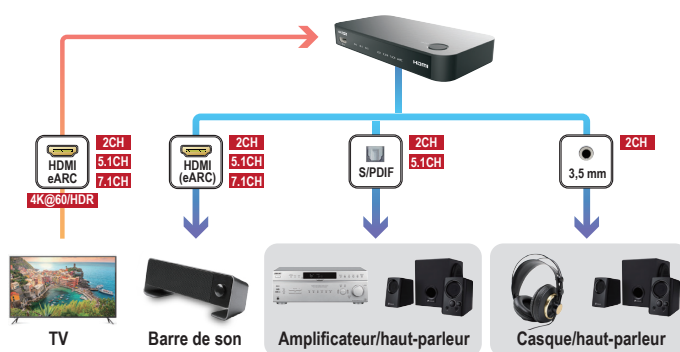 HDMI
2CH
5.1CH
7.1CH
HDMI
eARC
4K@60/HDR
2CH
5.1CH
7.1CH
HDMI
(eARC)
2CH
5.1CH
S/PDIF
2CH
3,5 mm
TV
Barre de son
Amplificateur/haut-parleur
Casque/haut-parleur